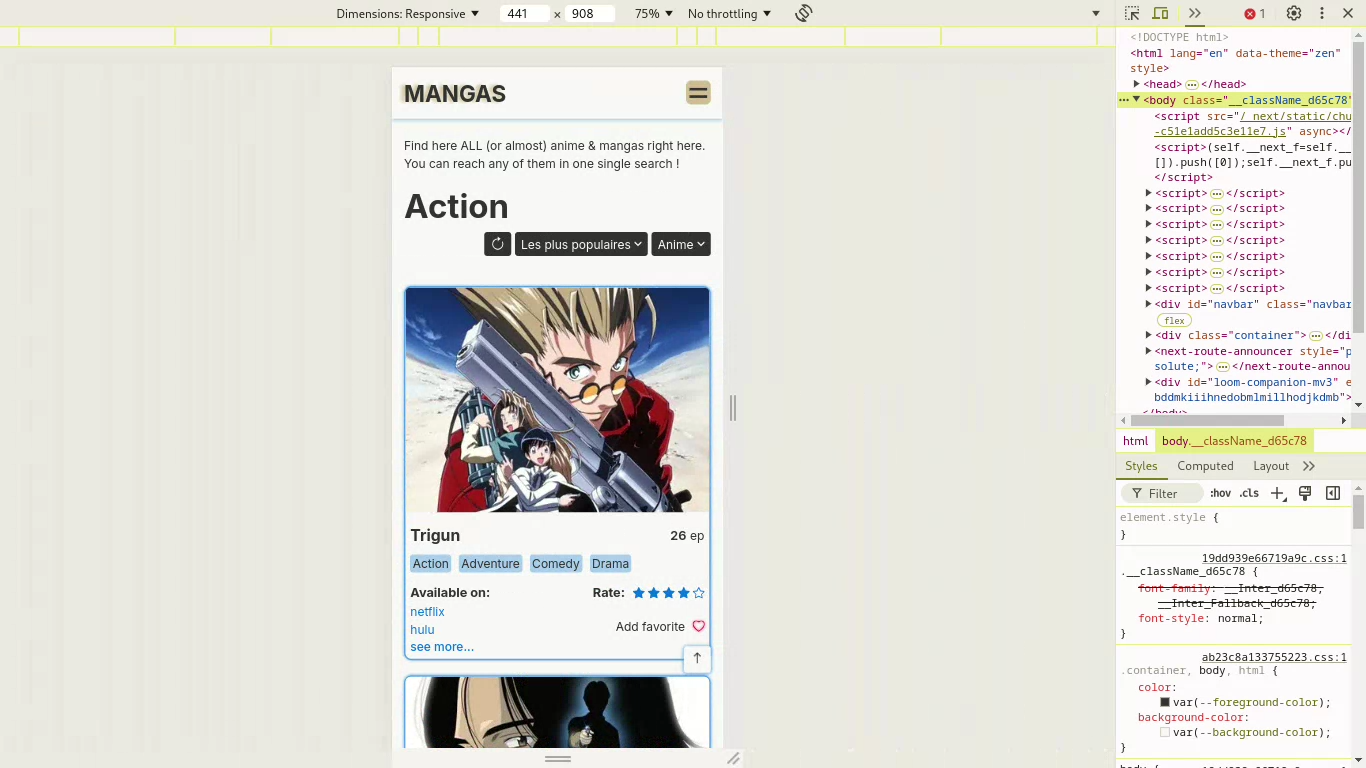 Dimensions: Responsive 441 × 908 75% No throttling 1
<!DOCTYPE html>
<html lang="en" data-theme="zen"
style>
<head> ⋯ </head>
⋯ <body class="__className_d65c78"
<script src="/_next/static/chu
-c51e1add5c3e11e7.js" async></
<script>(self.__next_f=self.__
[]).push([0]);self.__next_f.pu
</script>
<script> ⋯ </script>
<script> ⋯ </script>
<script> ⋯ </script>
<script> ⋯ </script>
<script> ⋯ </script>
<script> ⋯ </script>
<script> ⋯ </script>
<div id="navbar" class="navbar
flex
<div class="container"> ⋯ </di
<next-route-announcer style="p
solute;"> ⋯ </next-route-annou
<div id="loom-companion-mv3" e
bddmkiiihnedobmlmillhodjkdmb">
</body>
html body.__className_d65c78
Styles Computed Layout
Filter :hov .cls
element.style {
}
19dd939e66719a9c.css:1
.__className_d65c78 {
font-family: __Inter_d65c78,
__Inter_Fallback_d65c78;
font-style: normal;
}
ab23c8a133755223.css:1
.container, body, html {
color:
var(--foreground-color);
background-color:
var(--background-color);
}
MANGAS
Find here ALL (or almost) anime & mangas right here.
You can reach any of them in one single search !
Action
Les plus populaires Anime
Trigun 26 ep
Action Adventure Comedy Drama
Available on: Rate:
netflix
hulu Add favorite
see more...